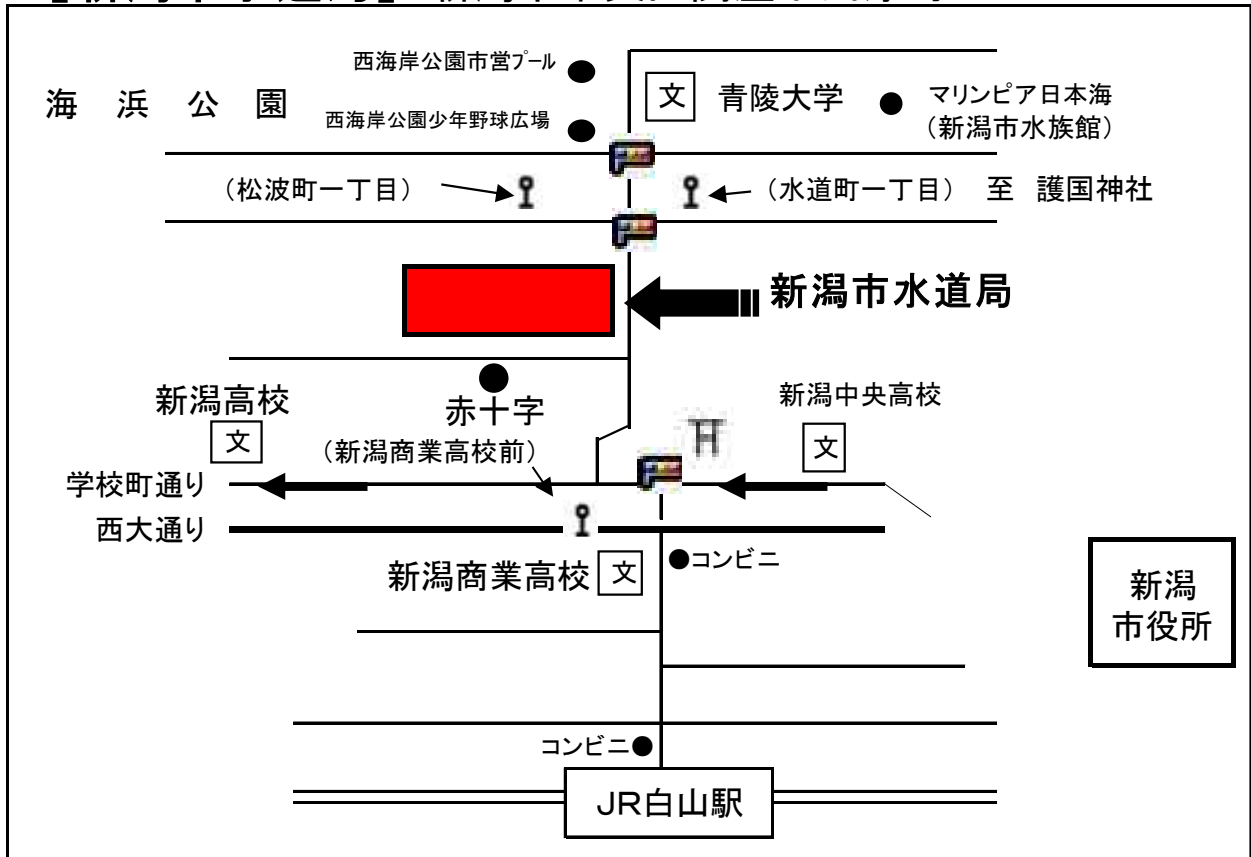 西海岸公園市営プール
文
青陵大学
マリンピア日本海
(新潟市水族館)
海浜公園
西海岸公園少年野球広場
(松波町一丁目)
(水道町一丁目)
至 護国神社
新潟市水道局
新潟高校
文
赤十字
新潟中央高校
文
(新潟商業高校前)
学校町通り
西大通り
新潟商業高校
文
コンビニ
新潟
市役所
コンビニ
JR白山駅